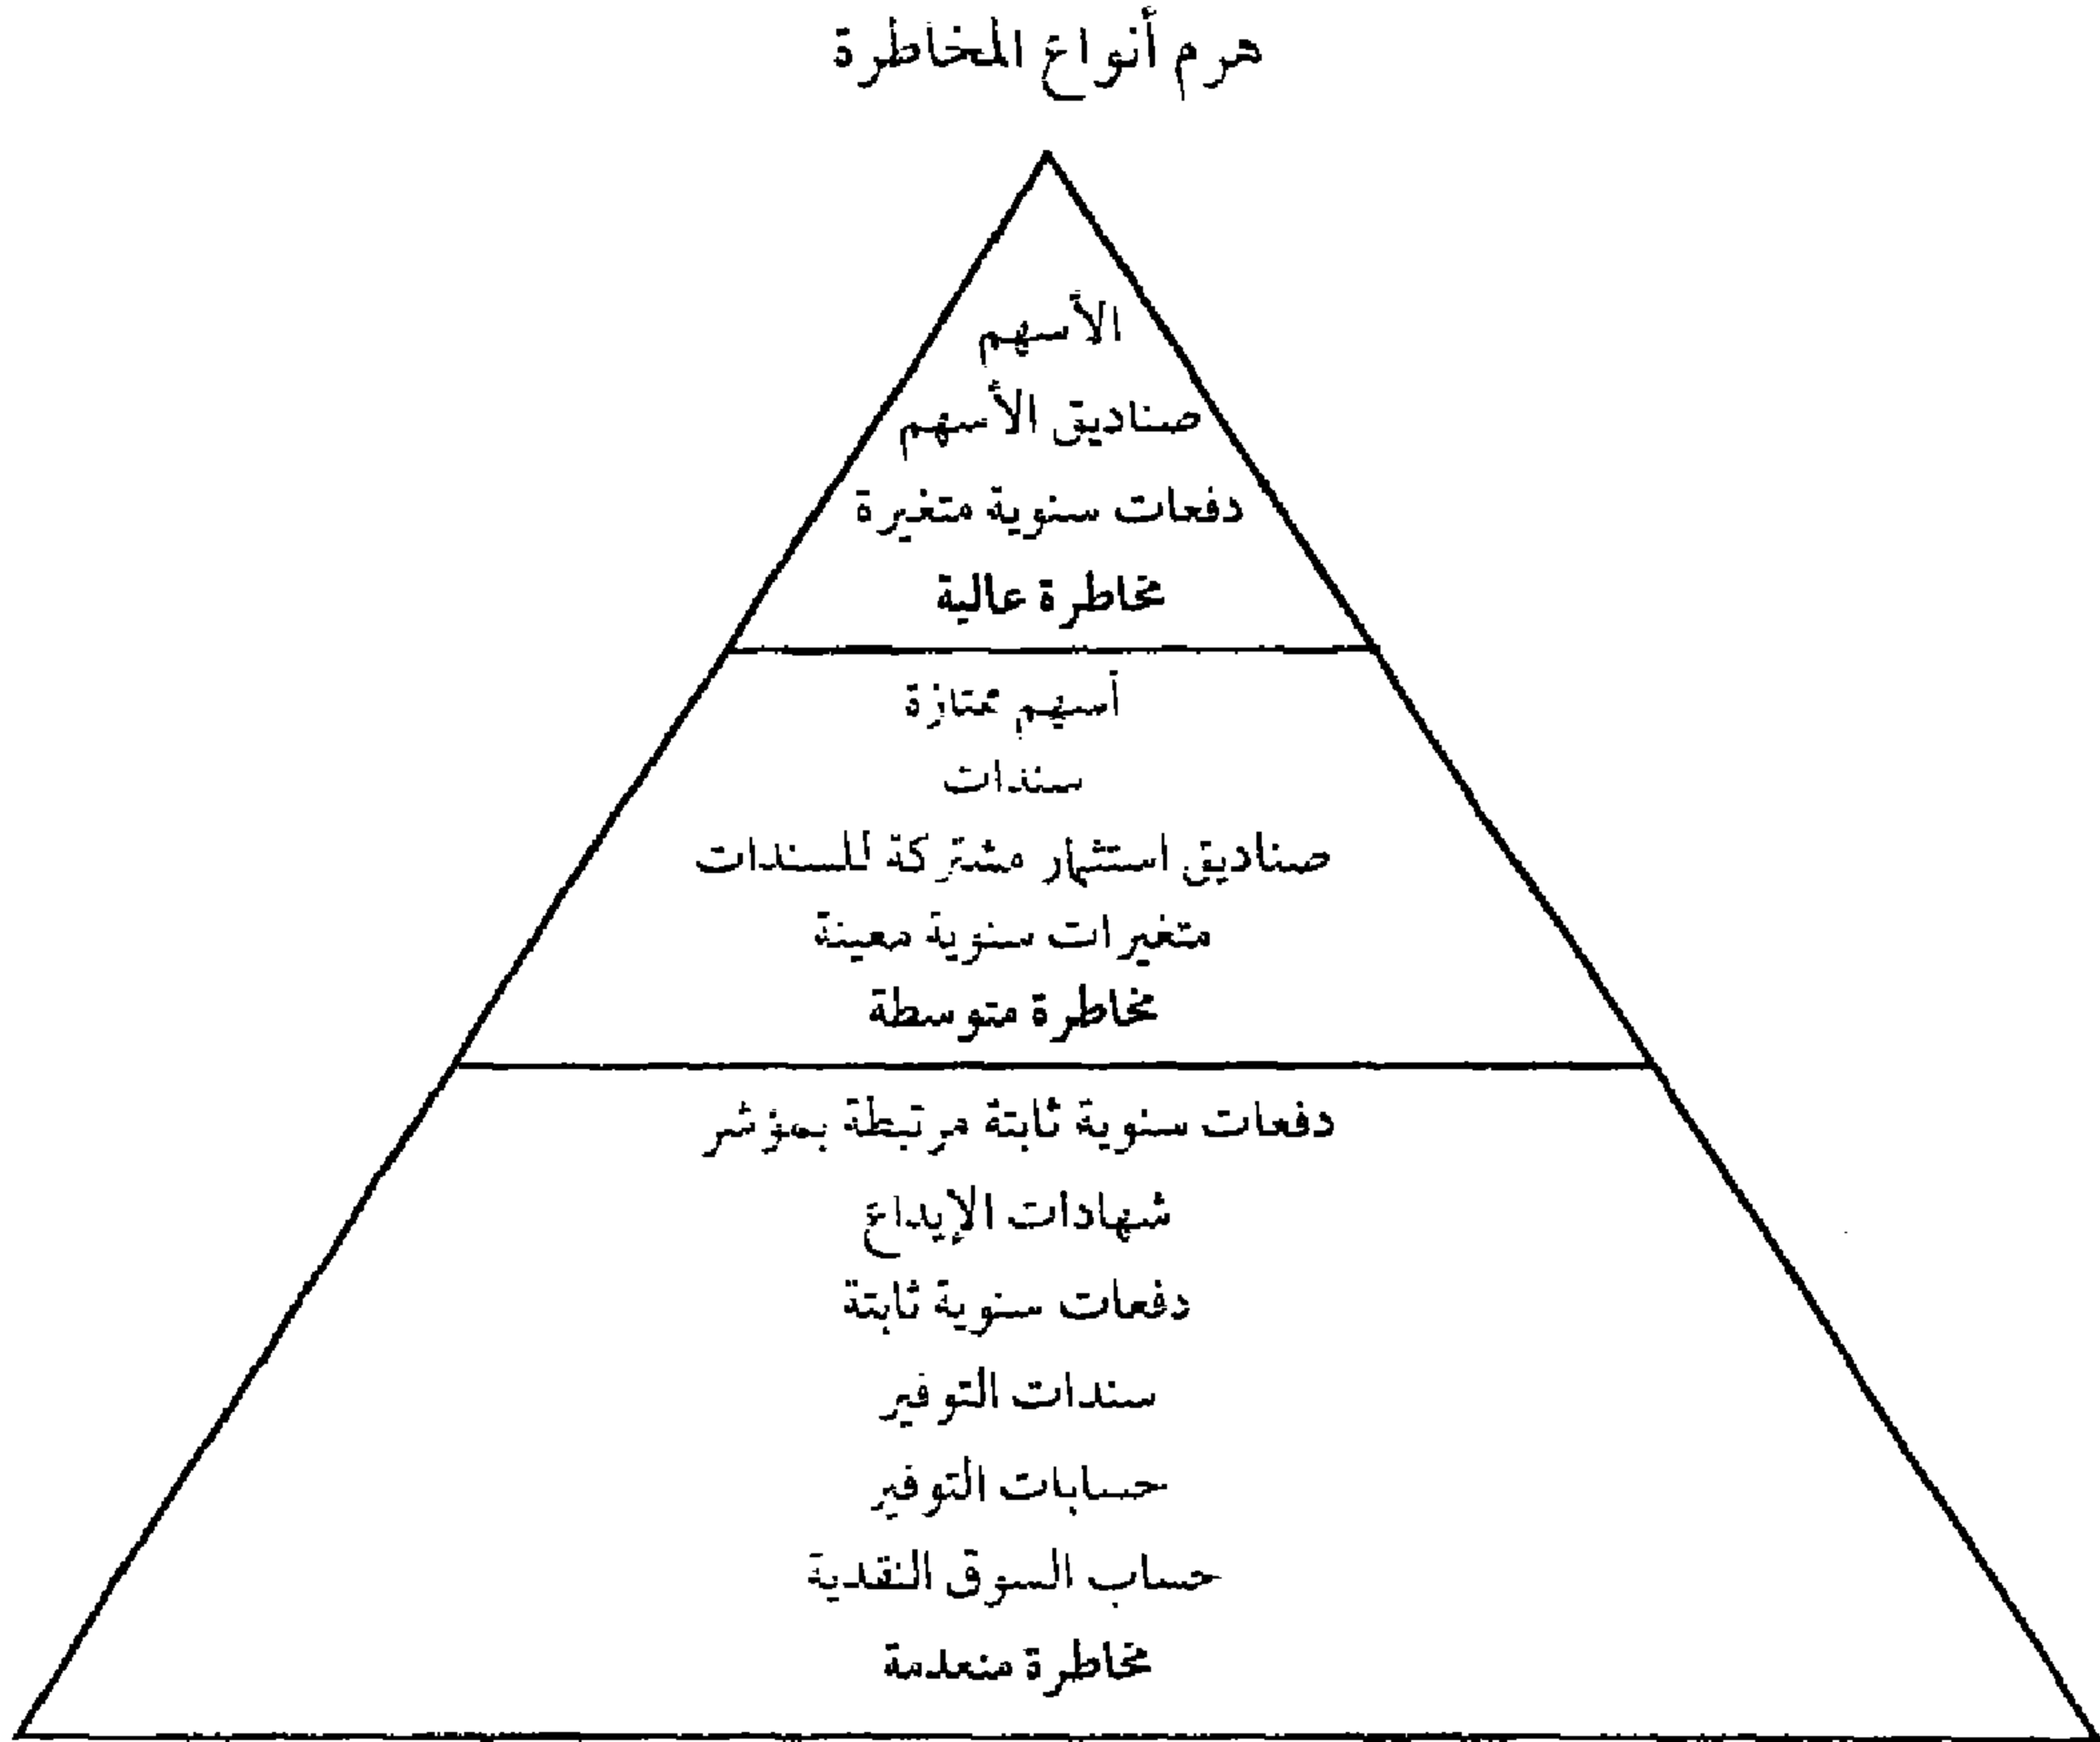 هرم أنواع المخاطرة
الأسهم
صناديق الأسهم
دفعات سنوية متغيرة
مخاطرة عالية
أسهم ممتازة
سندات
صناديق استثمار مشتركة للسندات
متغيرات سنوية معينة
مخاطرة متوسطة
دفعات سنوية ثابتة مرتبطة بمؤشر
شهادات الإيداع
دفعات سنوية ثابتة
سندات التوفير
حسابات التوفير
حساب السوق النقدية
مخاطرة منعدمة